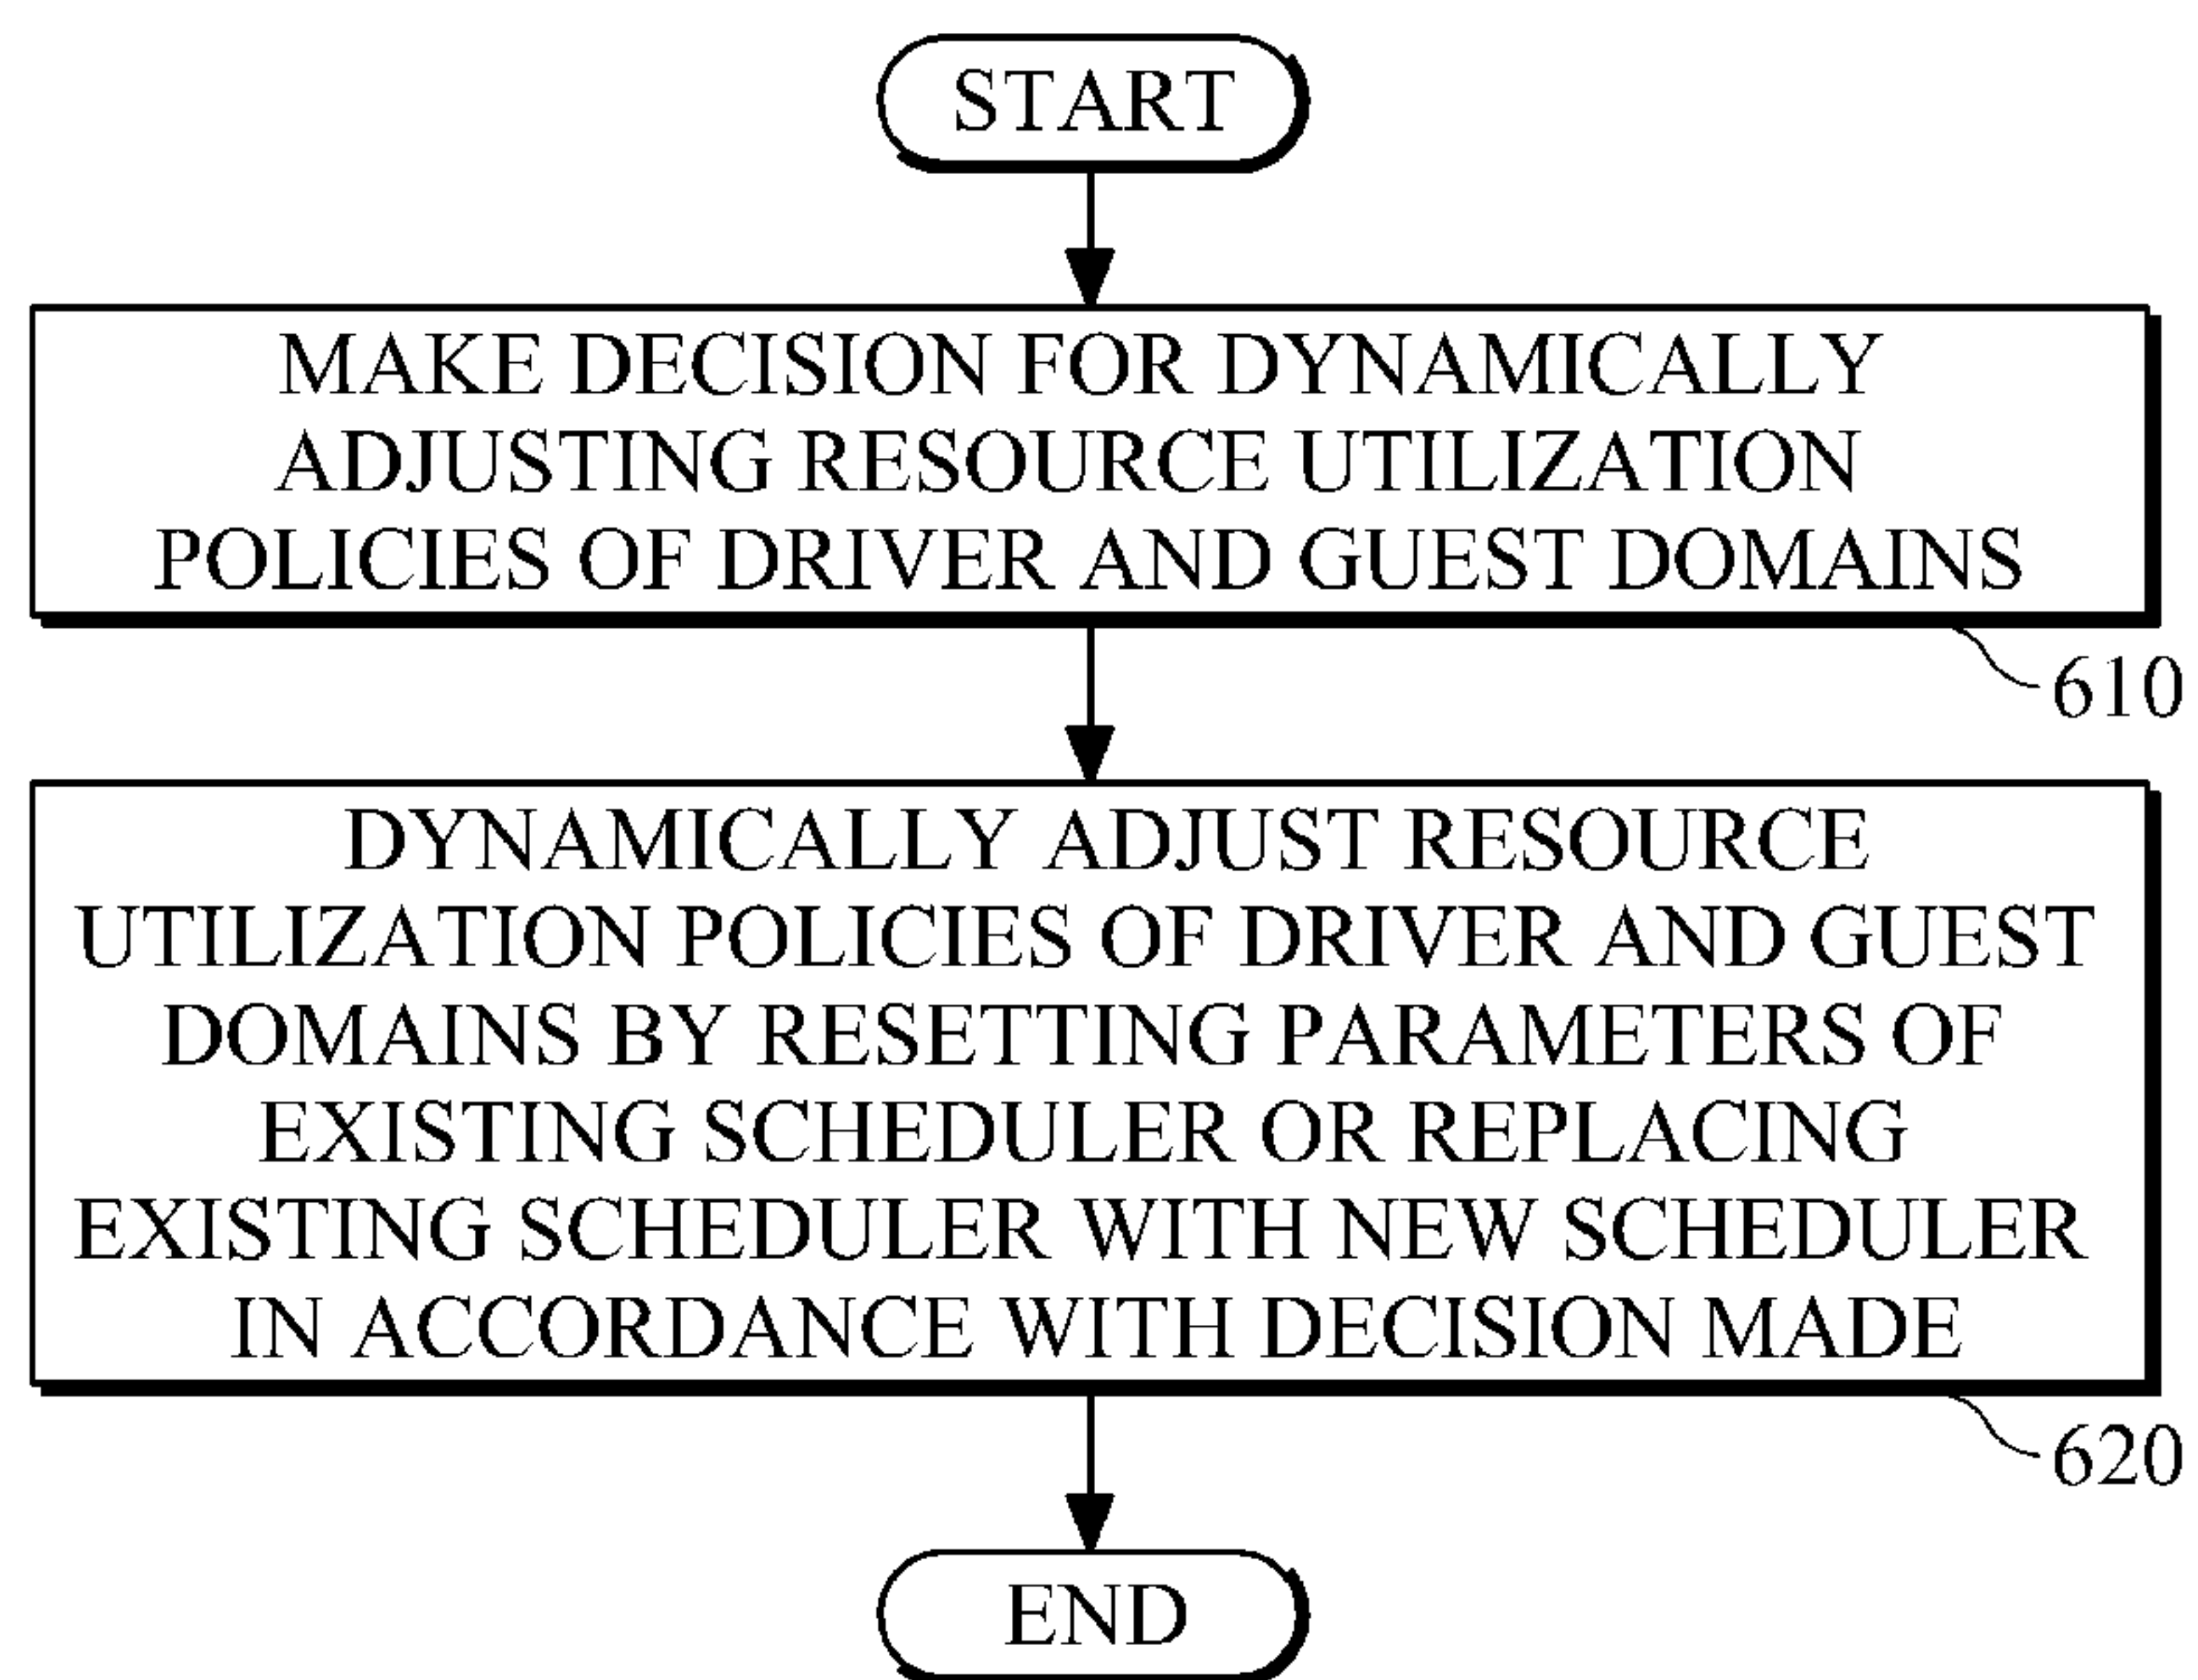 START
MAKE DECISION FOR DYNAMICALLY
ADJUSTING RESOURCE UTILIZATION
POLICIES OF DRIVER AND GUEST DOMAINS
610
DYNAMICALLY ADJUST RESOURCE
UTILIZATION POLICIES OF DRIVER AND GUEST
DOMAINS BY RESETTING PARAMETERS OF
EXISTING SCHEDULER OR REPLACING
EXISTING SCHEDULER WITH NEW SCHEDULER
IN ACCORDANCE WITH DECISION MADE
620
END